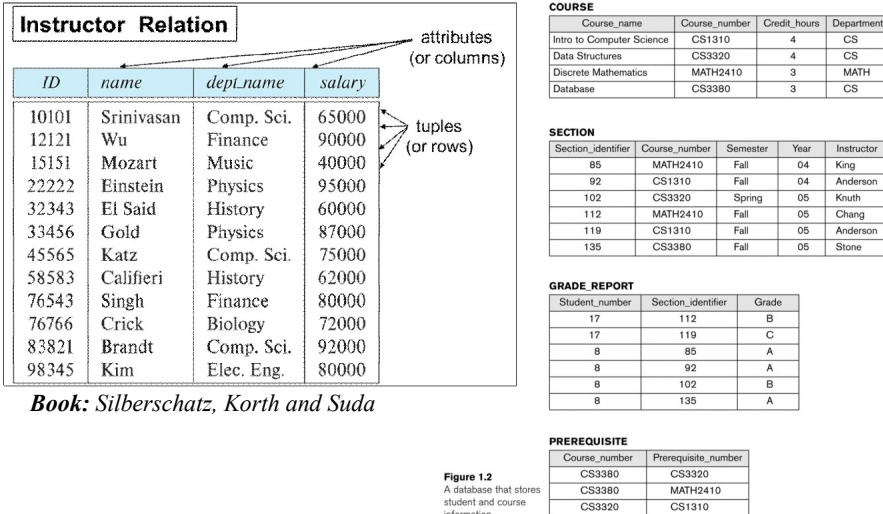 Instructor Relation
attributes
(or columns)
ID name dept_name salary
10101 Srinivasan Comp. Sci. 65000
12121 Wu Finance 90000
15151 Mozart Music 40000
22222 Einstein Physics 95000
32343 El Said History 60000
33456 Gold Physics 87000
45565 Katz Comp. Sci. 75000
58583 Califieri History 62000
76543 Singh Finance 80000
76766 Crick Biology 72000
83821 Brandt Comp. Sci. 92000
98345 Kim Elec. Eng. 80000
tuples
(or rows)
Book: Silberschatz, Korth and Suda
COURSE
Course_name Course_number Credit_hours Department
Intro to Computer Science CS1310 4 CS
Data Structures CS3320 4 CS
Discrete Mathematics MATH2410 3 MATH
Database CS3380 3 CS
SECTION
Section_identifier Course_number Semester Year Instructor
85 MATH2410 Fall 04 King
92 CS1310 Fall 04 Anderson
102 CS3320 Spring 05 Knuth
112 MATH2410 Fall 05 Chang
119 CS1310 Fall 05 Anderson
135 CS3380 Fall 05 Stone
GRADE_REPORT
Student_number Section_identifier Grade
17 112 B
17 119 C
8 85 A
8 92 A
8 102 B
8 135 A
PREREQUISITE
Course_number Prerequisite_number
CS3380 CS3320
CS3380 MATH2410
CS3320 CS1310
Figure 1.2
A database that stores
student and course